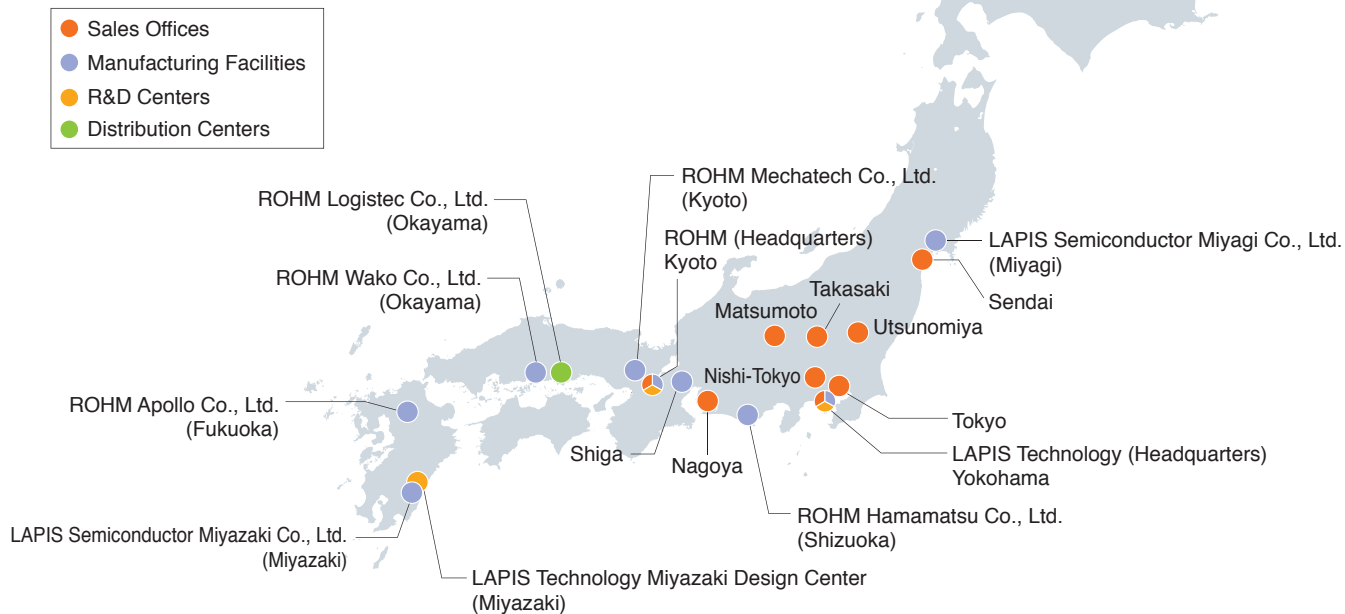 Sales Offices
Manufacturing Facilities
R&D Centers
Distribution Centers
ROHM Mechatech Co., Ltd.
(Kyoto)
ROHM Logistec Co., Ltd.
(Okayama)
ROHM (Headquarters)
Kyoto
LAPIS Semiconductor Miyagi Co., Ltd.
(Miyagi)
ROHM Wako Co., Ltd.
(Okayama)
Sendai
Takasaki
Matsumoto
Utsunomiya
Nishi-Tokyo
ROHM Apollo Co., Ltd.
(Fukuoka)
Tokyo
Shiga
Nagoya
LAPIS Technology (Headquarters)
Yokohama
ROHM Hamamatsu Co., Ltd.
(Shizuoka)
LAPIS Semiconductor Miyazaki Co., Ltd.
(Miyazaki)
LAPIS Technology Miyazaki Design Center
(Miyazaki)